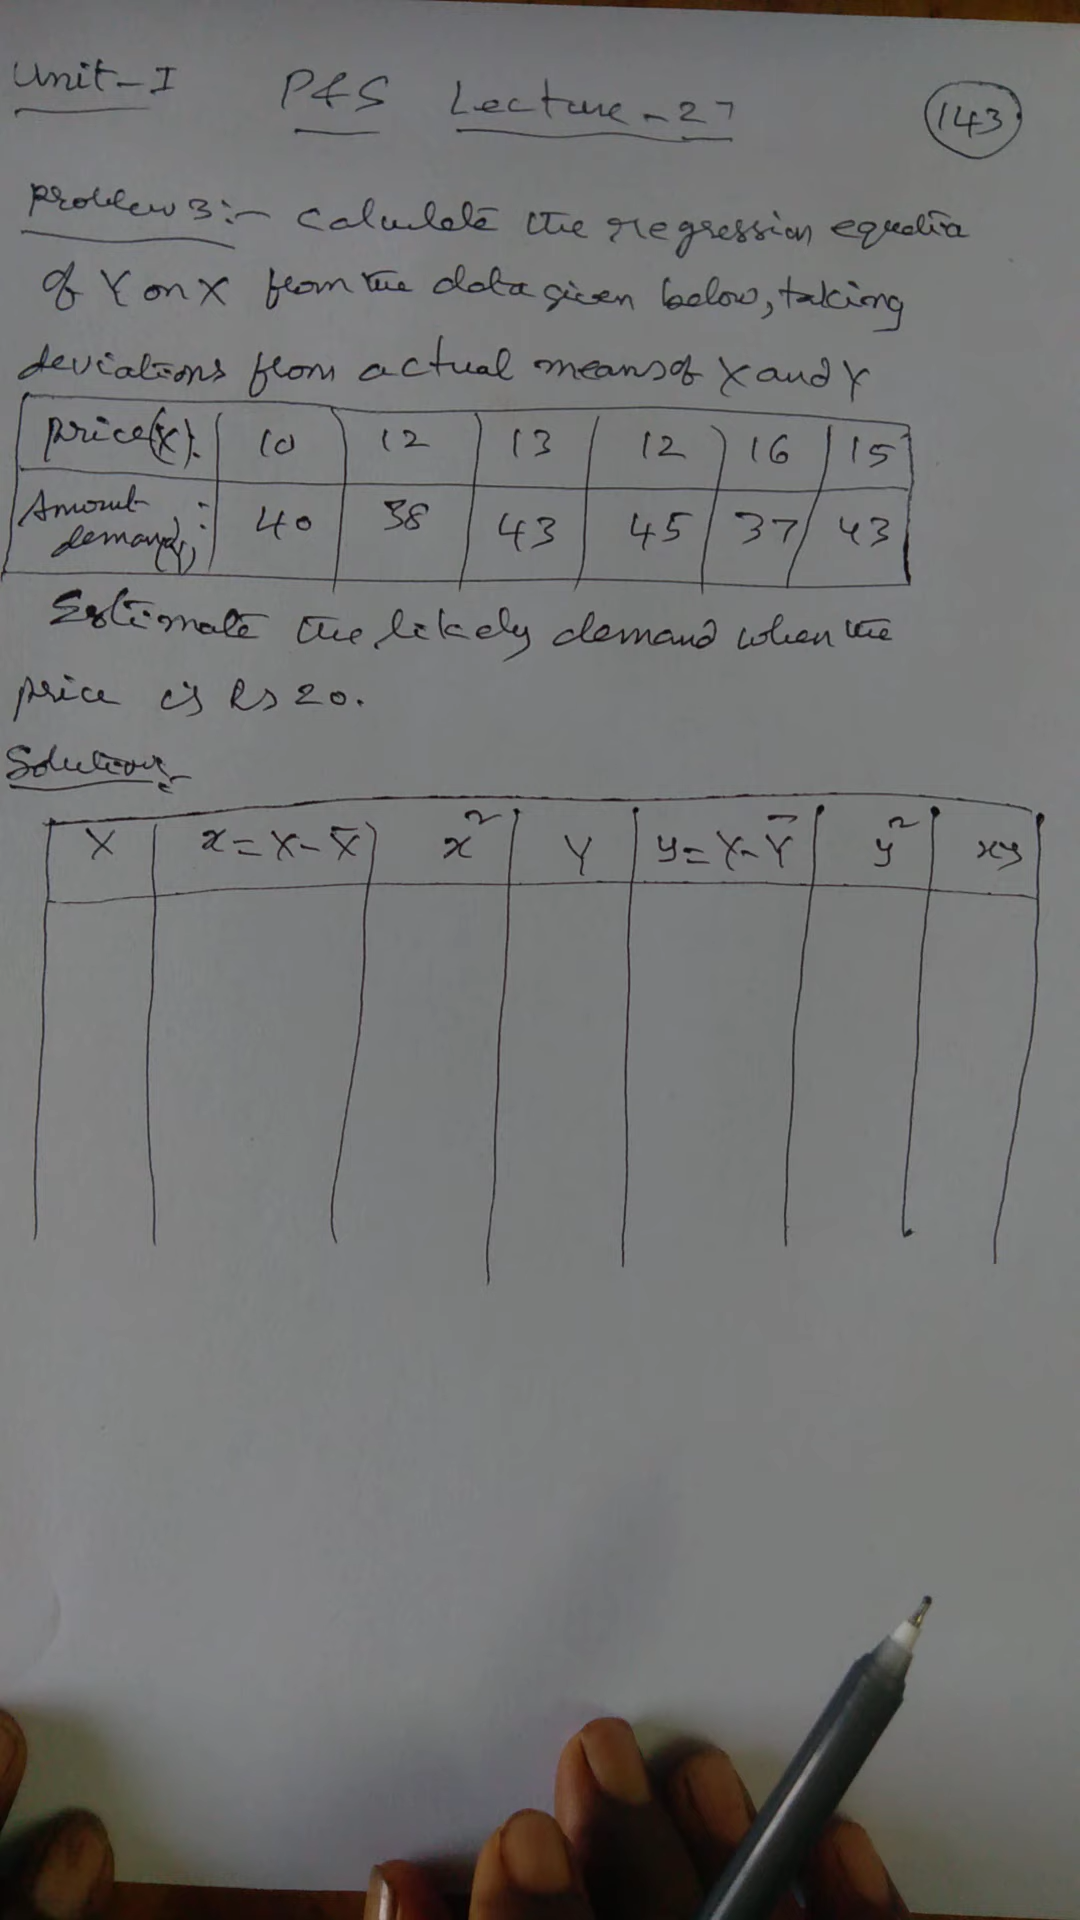 Unit-I P&S Lecture-27 143
Problem 3:- Calculate the regression equation
of Y on X from the data given below, taking
deviations from actual means of X and Y
Price(X): 10 12 13 12 16 15
Amount demand(Y): 40 38 43 45 37 43
Estimate the likely demand when the
price is Rs 20.
Solution:-
X x=X-X̄ x² Y y=Y-Ȳ y² xy